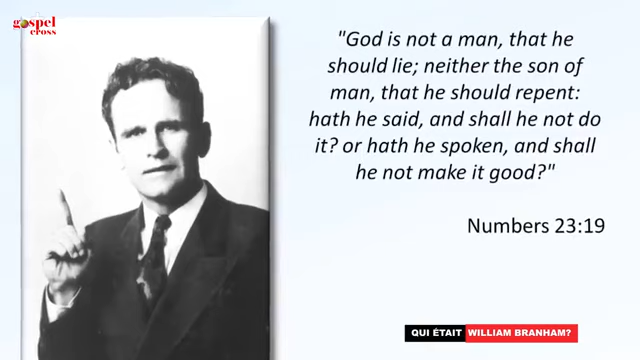 gospel
cross
"God is not a man, that he
should lie; neither the son of
man, that he should repent:
hath he said, and shall he not do
it? or hath he spoken, and shall
he not make it good?"
Numbers 23:19
QUI ÉTAIT WILLIAM BRANHAM?